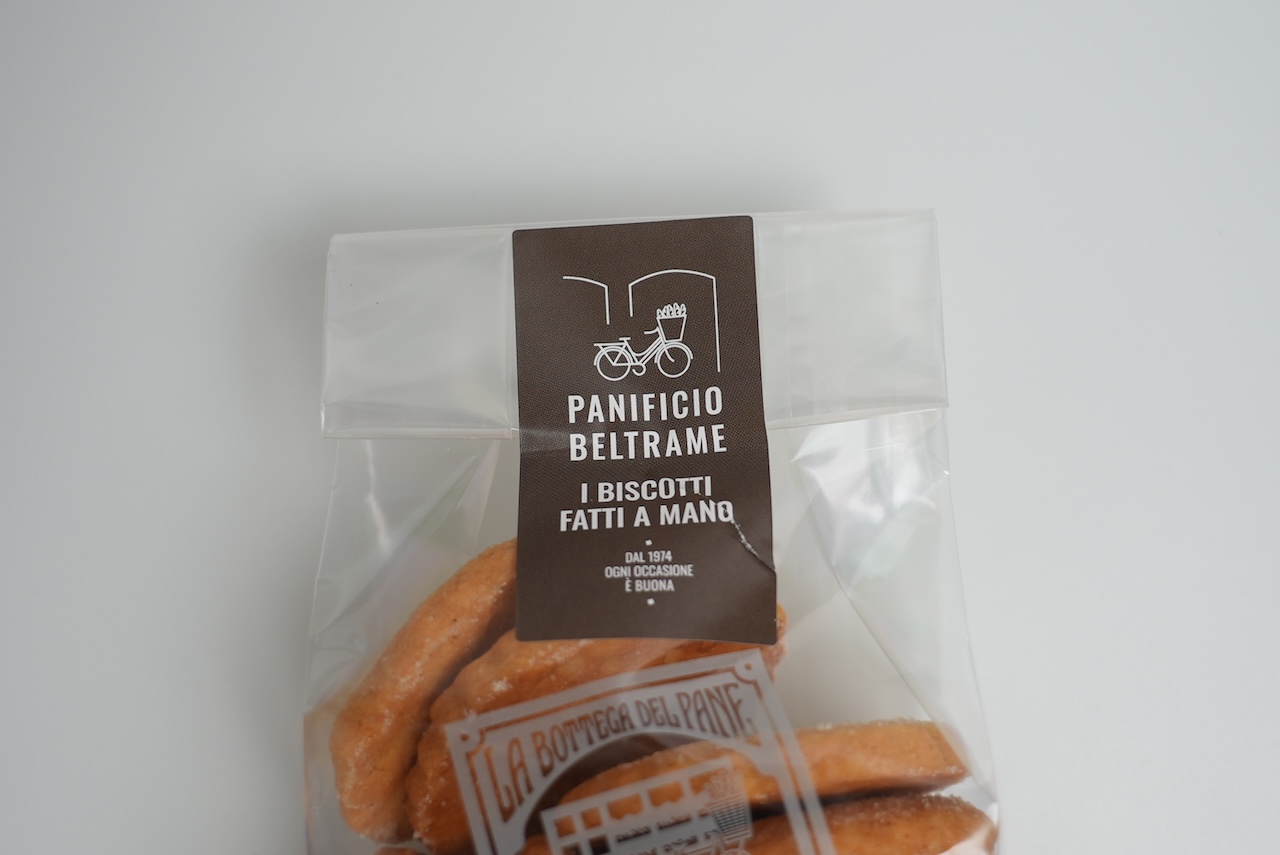 PANIFICIO
BELTRAME
I BISCOTTI
FATTI A MANO
DAL 1974
OGNI OCCASIONE
È BUONA
LA BOTTEGA DEL PANE